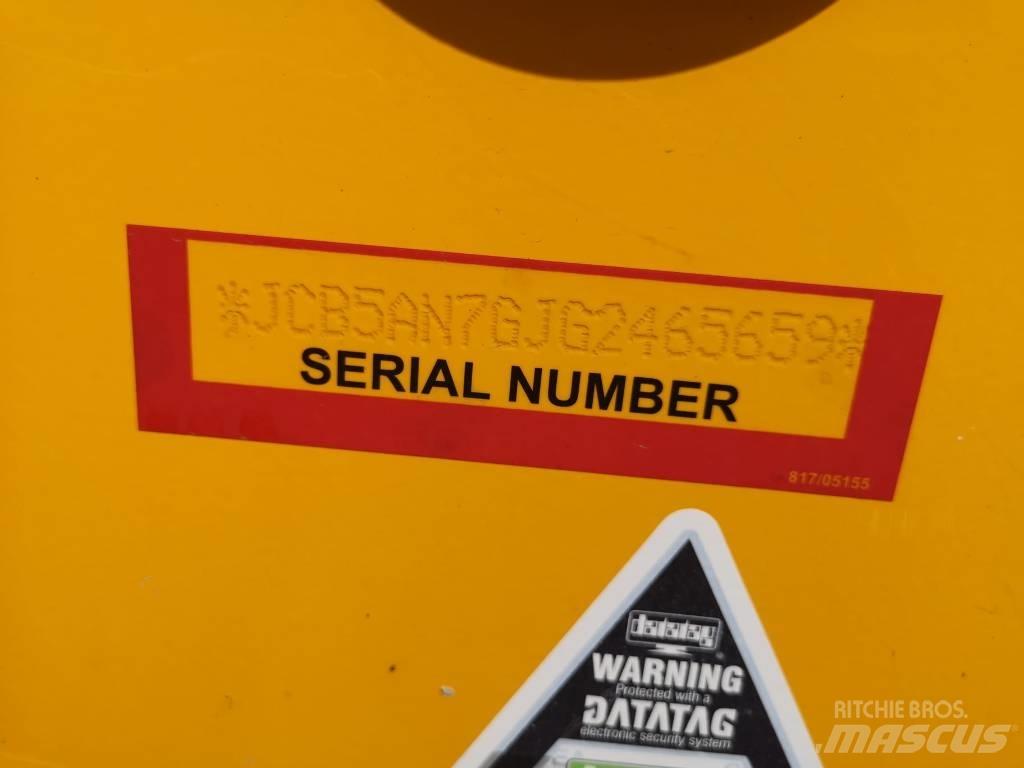 *JCB5AN7GJG2465659*
SERIAL NUMBER
817/05155
datatag
WARNING
Protected with a
DATATAG
electronic security system
RITCHIE BROS.
MASCUS